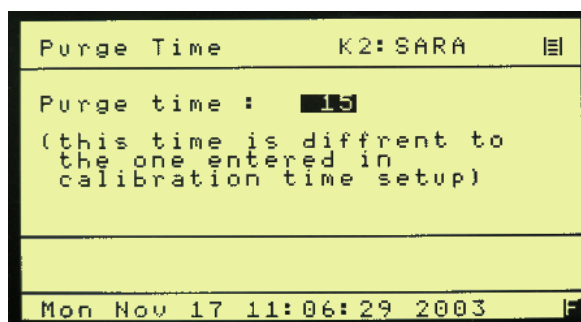 Purge Time K2:SARA
Purge time : 15
(this time is diffrent to
the one entered in
calibration time setup)
Mon Nov 17 11:06:29 2003 F